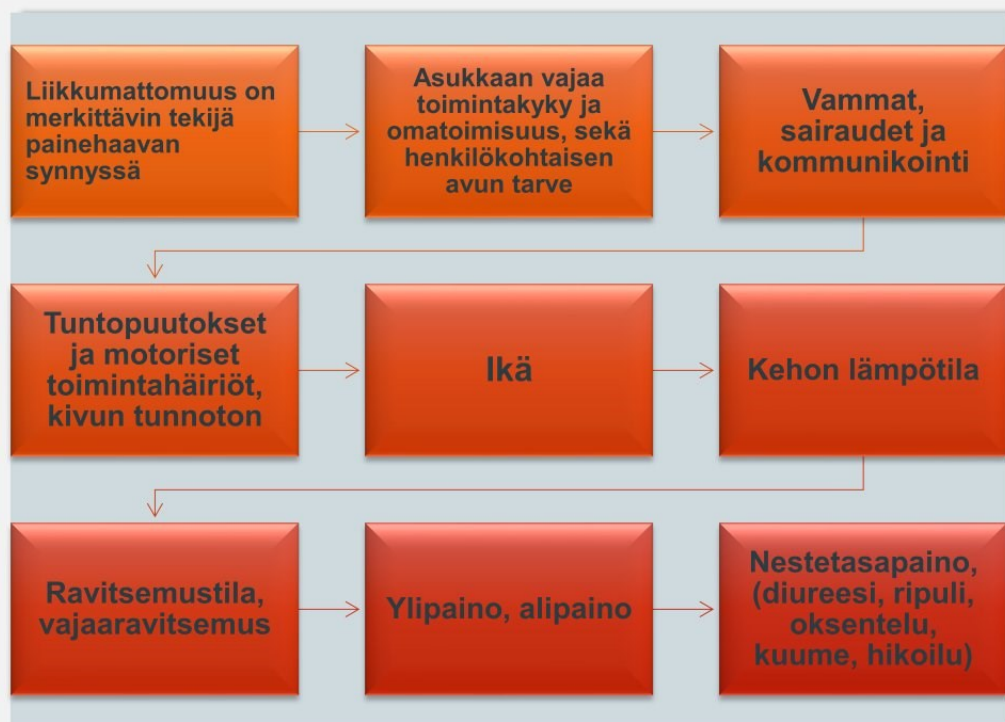 Liikkumattomuus on
merkittävin tekijä
painehaavan
synnyssä
Asukkaan vajaa
toimintakyky ja
omatoimisuus, sekä
henkilökohtaisen
avun tarve
Vammat,
sairaudet ja
kommunikointi
Tuntopuutokset
ja motoriset
toimintahäiriöt,
kivun tunnoton
Ikä
Kehon lämpötila
Ravitsemustila,
vajaaravitsemus
Ylipaino, alipaino
Nestetasapaino,
(diureesi, ripuli,
oksentelu,
kuume, hikoilu)